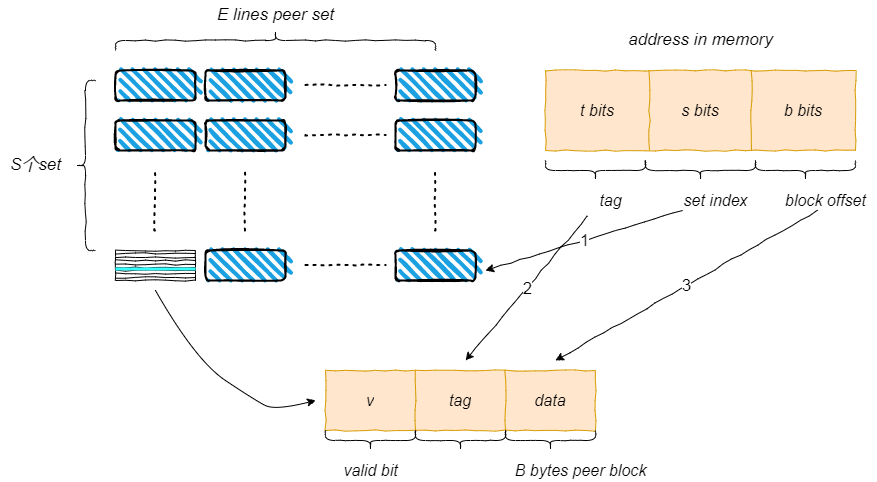 E lines peer set
address in memory
t bits
s bits
b bits
S个set
tag
set index
block offset
1
2
3
v
tag
data
valid bit
B bytes peer block